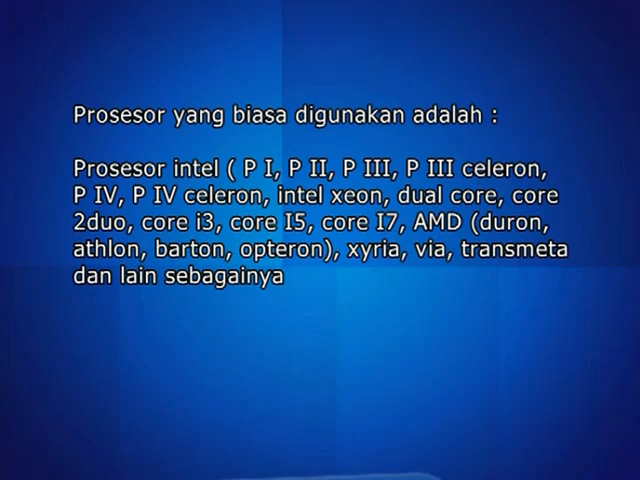 Prosesor yang biasa digunakan adalah :
Prosesor intel ( P I, P II, P III, P III celeron,
P IV, P IV celeron, intel xeon, dual core, core
2duo, core i3, core I5, core I7, AMD (duron,
athlon, barton, opteron), xyria, via, transmeta
dan lain sebagainya